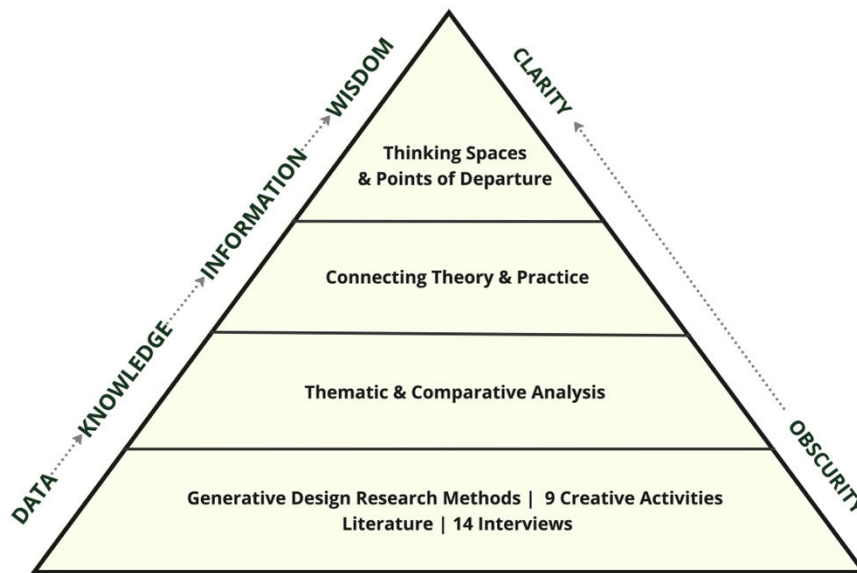 WISDOM
CLARITY
Thinking Spaces
& Points of Departure
INFORMATION
Connecting Theory & Practice
KNOWLEDGE
Thematic & Comparative Analysis
OBSCURITY
DATA
Generative Design Research Methods | 9 Creative Activities
Literature | 14 Interviews